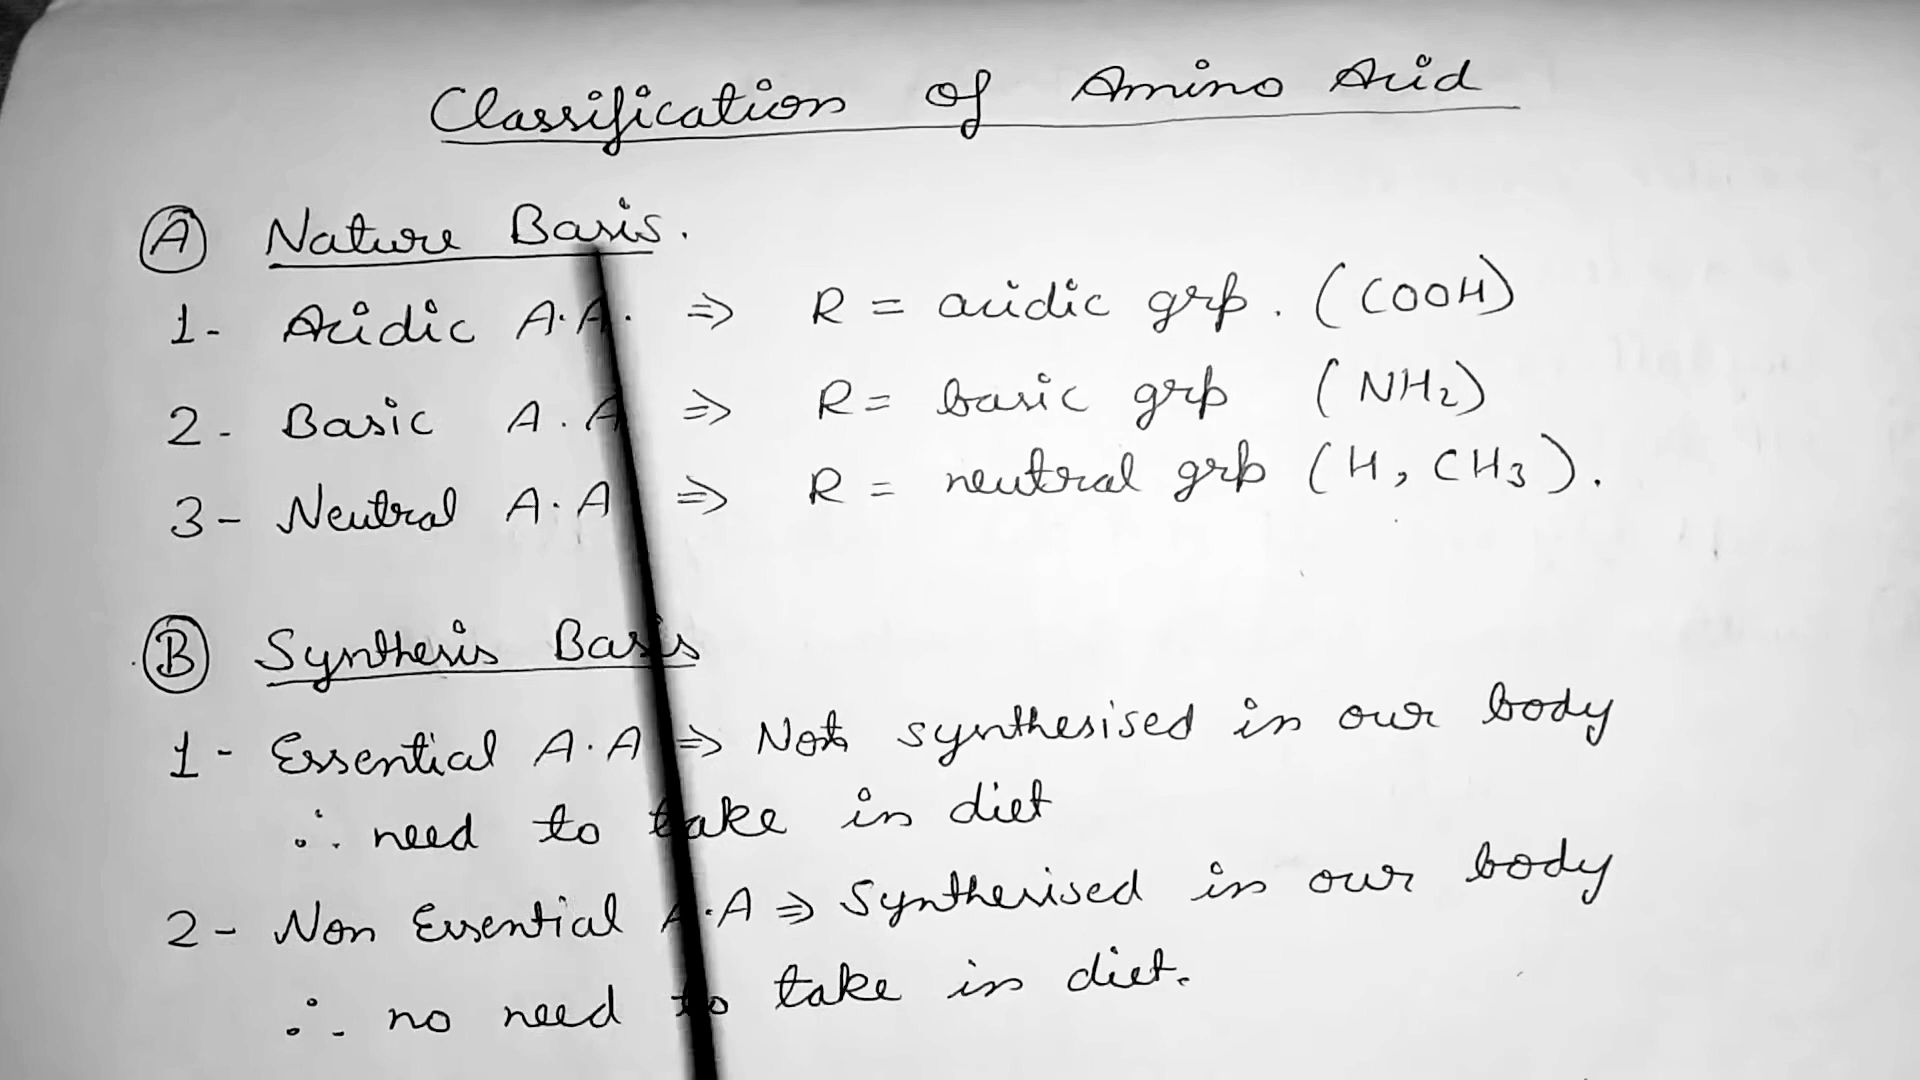 Classification of Amino Acid
Ⓐ Nature Basis.
1- Acidic A.A. ⇒ R = acidic grp. (COOH)
2- Basic A.A ⇒ R = basic grp (NH₂)
3- Neutral A.A ⇒ R = neutral grp (H, CH₃).
Ⓑ Synthesis Basis
1- Essential A.A ⇒ Not synthesised in our body
∴ need to take in diet
2- Non Essential A.A ⇒ Synthesised in our body
∴ no need to take in diet.